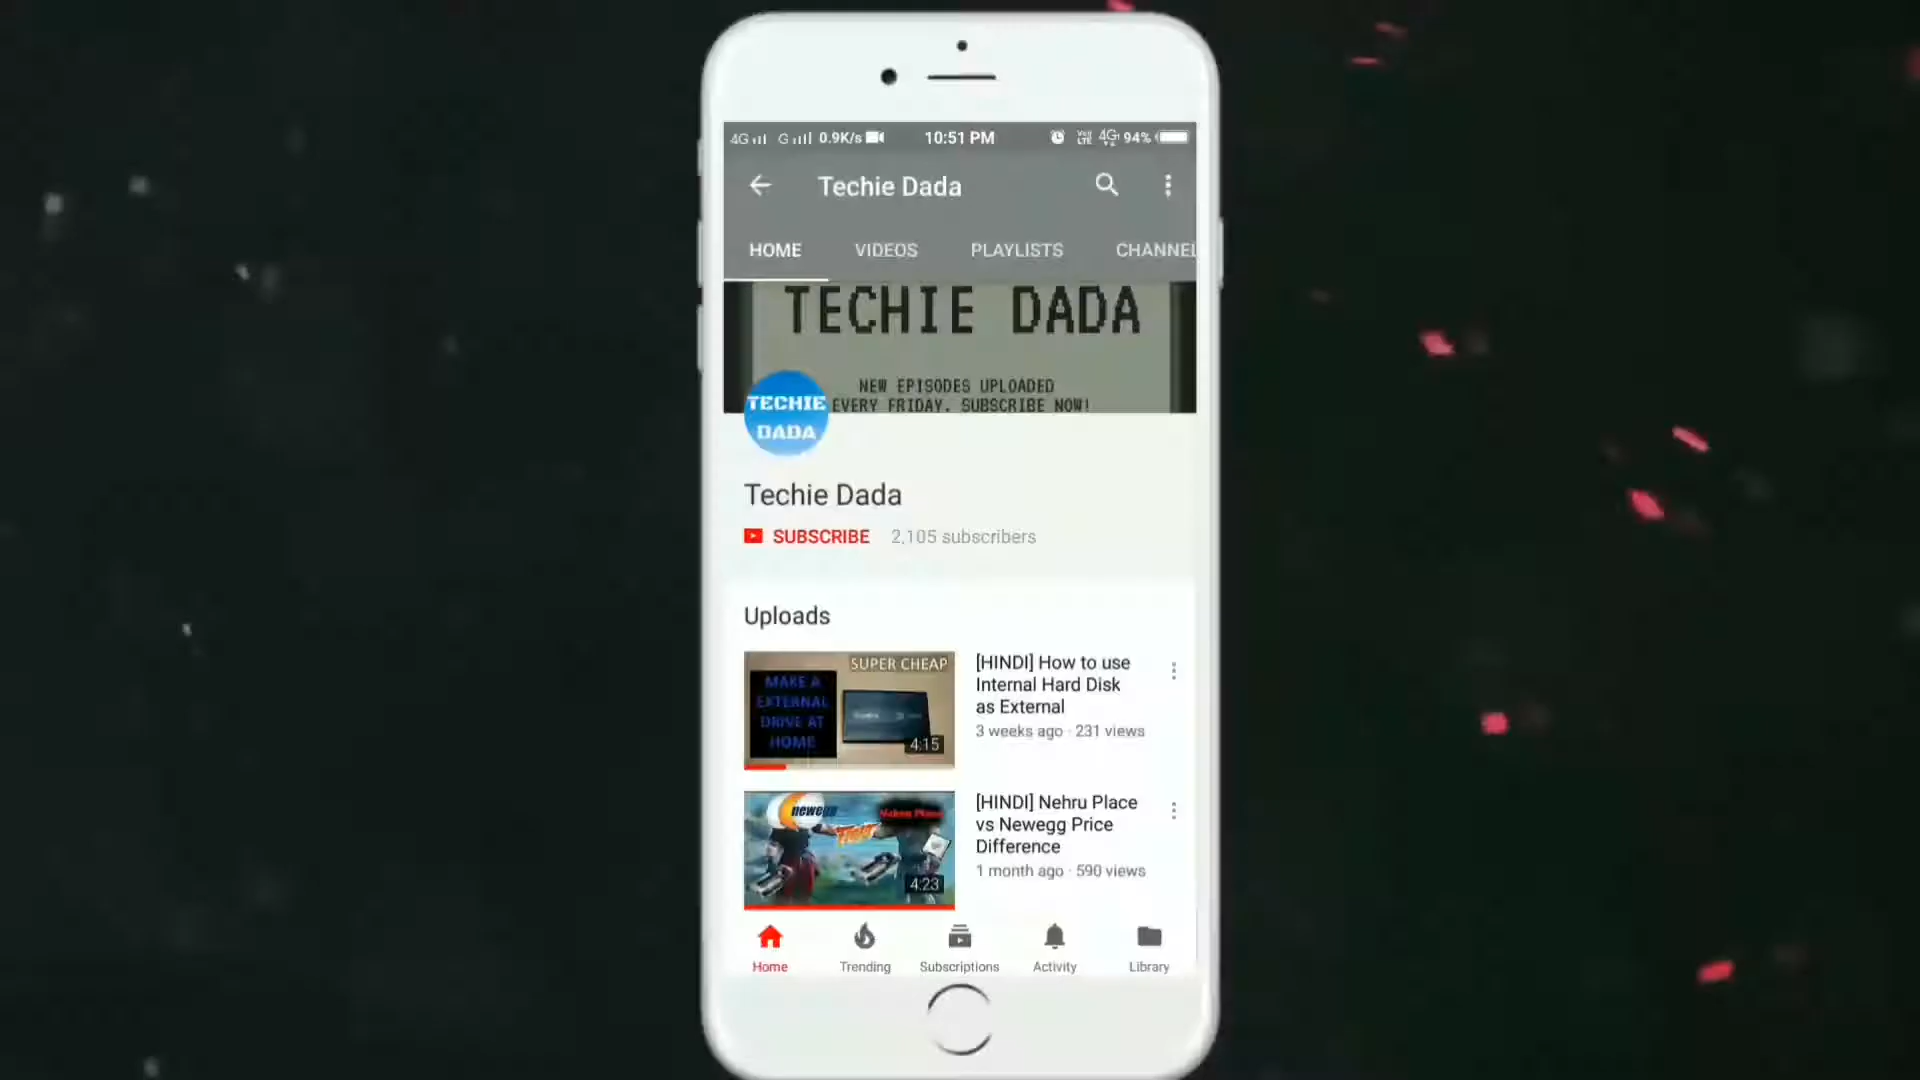 4G G 0.9K/s 10:51 PM VoLTE 4G 94%
Techie Dada
HOME VIDEOS PLAYLISTS CHANNEL
TECHIE DADA
NEW EPISODES UPLOADED
EVERY FRIDAY. SUBSCRIBE NOW!
TECHIE
DADA
Techie Dada
SUBSCRIBE 2,105 subscribers
Uploads
SUPER CHEAP
MAKE A
EXTERNAL
DRIVE AT
HOME
4:15
[HINDI] How to use
Internal Hard Disk
as External
3 weeks ago · 231 views
newegg
Nehru Place
4:23
[HINDI] Nehru Place
vs Newegg Price
Difference
1 month ago · 590 views
Home Trending Subscriptions Activity Library